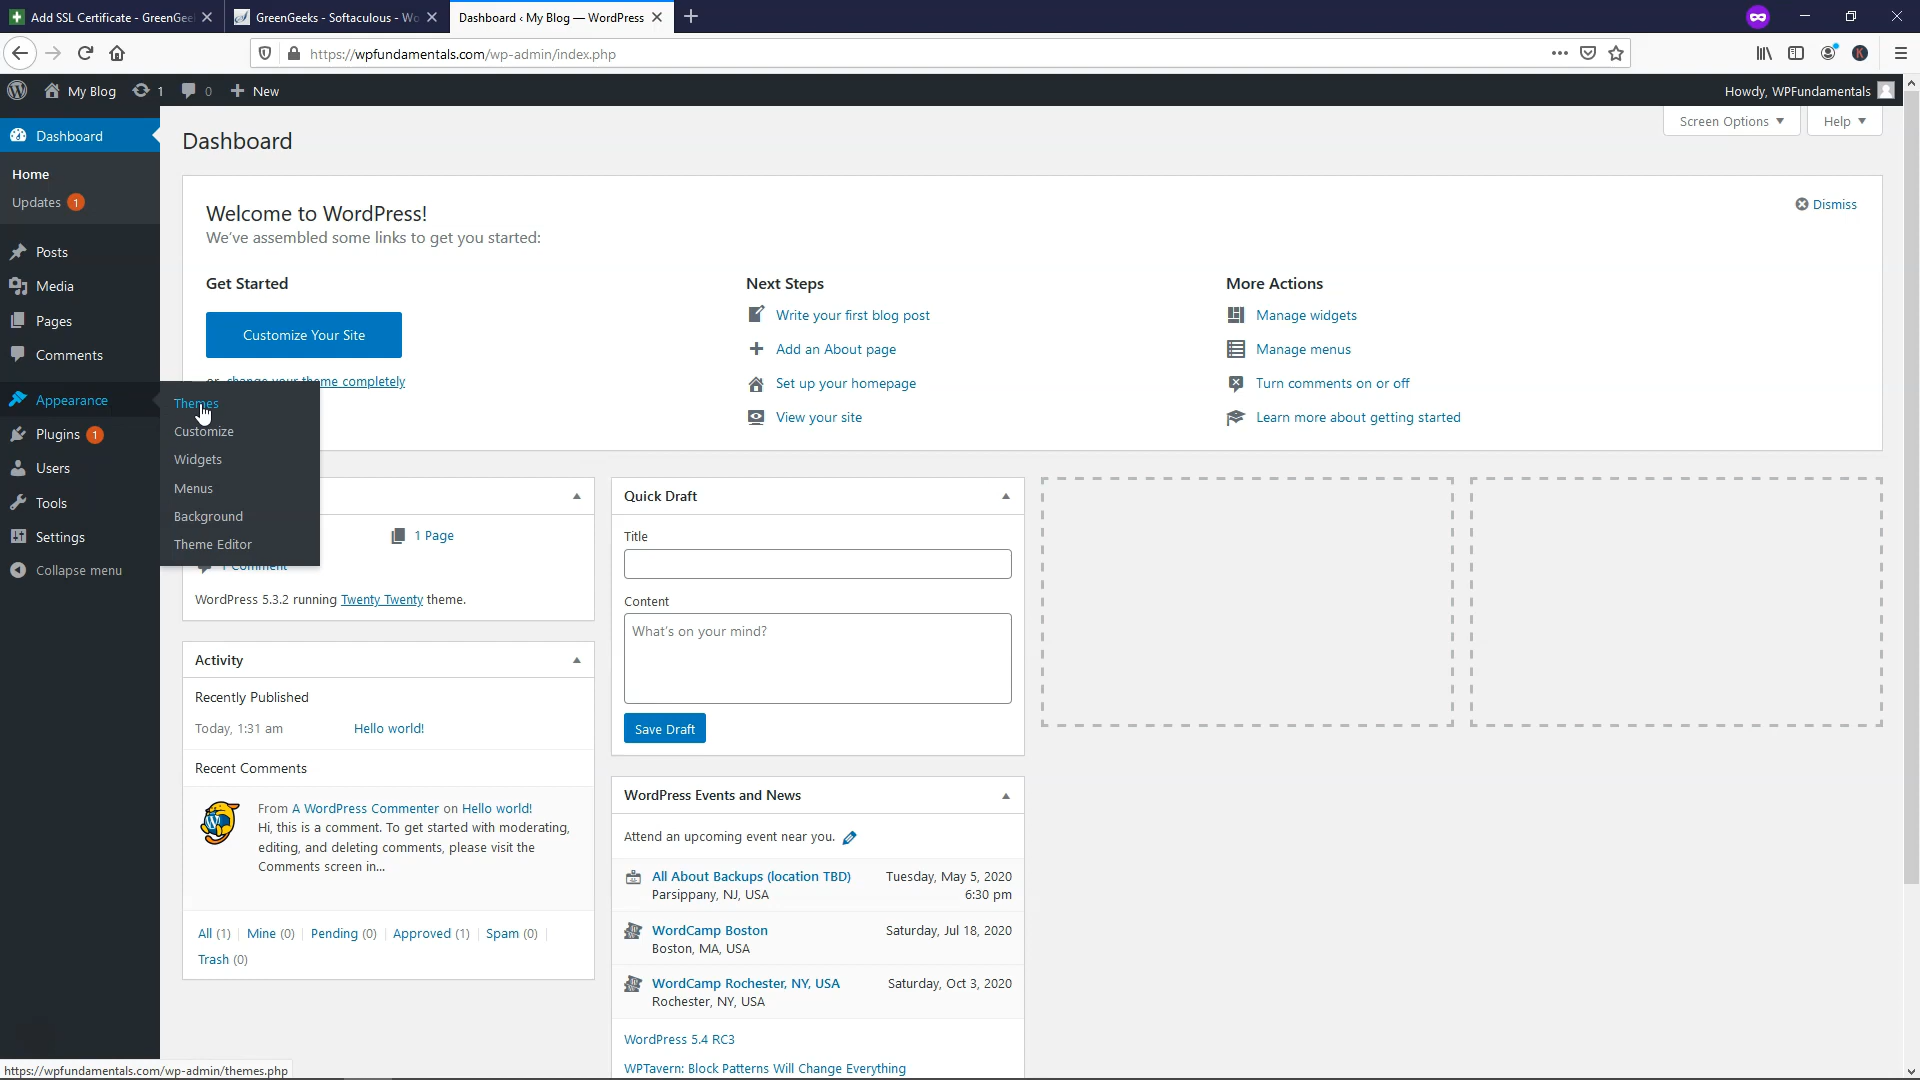 Add SSL Certificate - GreenGee
GreenGeeks - Softaculous - Wo
Dashboard ‹ My Blog — WordPress
https://wpfundamentals.com/wp-admin/index.php
My Blog
1
0
New
Howdy, WPFundamentals
Screen Options
Help
Dashboard
Home
Updates 1
Posts
Media
Pages
Comments
Appearance
Plugins 1
Users
Tools
Settings
Collapse menu
Themes
Customize
Widgets
Menus
Background
Theme Editor
Dashboard
Welcome to WordPress!
We've assembled some links to get you started:
Dismiss
Get Started
Customize Your Site
or, change your theme completely
Next Steps
Write your first blog post
Add an About page
Set up your homepage
View your site
More Actions
Manage widgets
Manage menus
Turn comments on or off
Learn more about getting started
1 Page
1 Comment
WordPress 5.3.2 running Twenty Twenty theme.
Activity
Recently Published
Today, 1:31 am
Hello world!
Recent Comments
From A WordPress Commenter on Hello world!
Hi, this is a comment. To get started with moderating,
editing, and deleting comments, please visit the
Comments screen in...
All (1) | Mine (0) | Pending (0) | Approved (1) | Spam (0) |
Trash (0)
Quick Draft
Title
Content
What's on your mind?
Save Draft
WordPress Events and News
Attend an upcoming event near you.
All About Backups (location TBD)
Tuesday, May 5, 2020
Parsippany, NJ, USA
6:30 pm
WordCamp Boston
Saturday, Jul 18, 2020
Boston, MA, USA
WordCamp Rochester, NY, USA
Saturday, Oct 3, 2020
Rochester, NY, USA
WordPress 5.4 RC3
WPTavern: Block Patterns Will Change Everything
https://wpfundamentals.com/wp-admin/themes.php